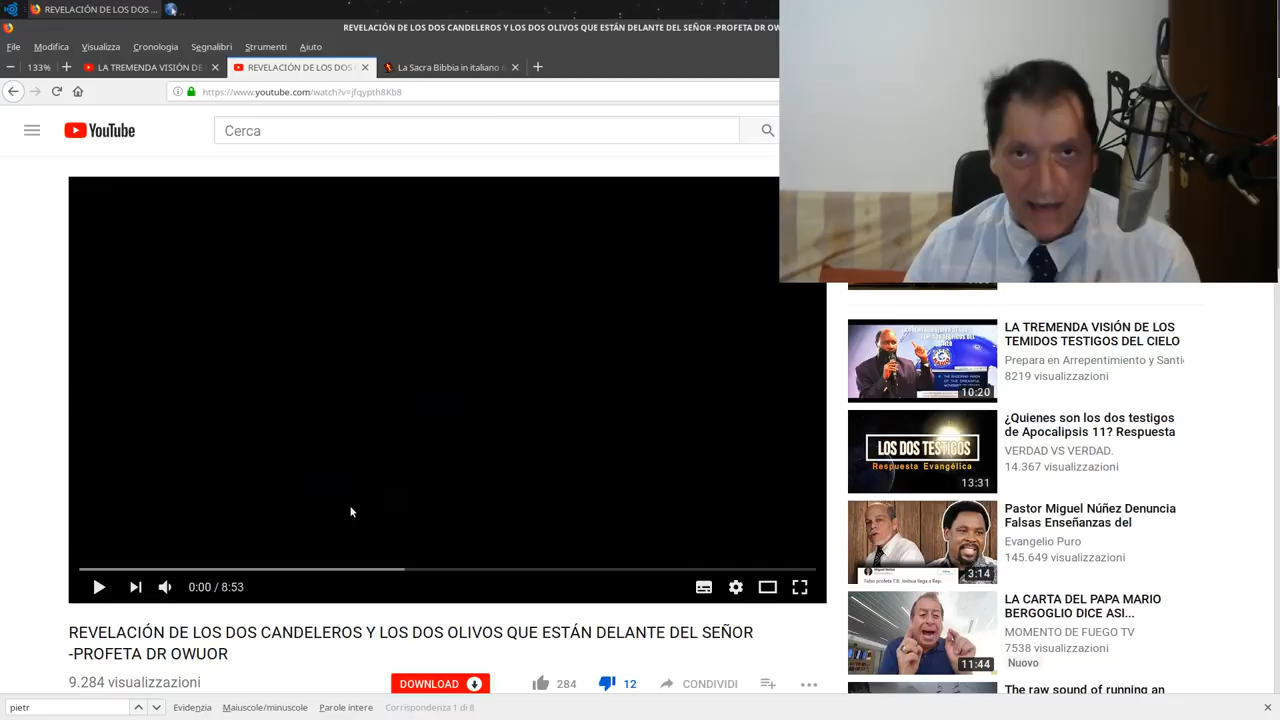 REVELACIÓN DE LOS DOS ...
REVELACIÓN DE LOS DOS CANDELEROS Y LOS DOS OLIVOS QUE ESTÁN DELANTE DEL SEÑOR -PROFETA DR OWU
File Modifica Visualizza Cronologia Segnalibri Strumenti Aiuto
133% LA TREMENDA VISIÓN DE REVELACIÓN DE LOS DOS La Sacra Bibbia in italiano
https://www.youtube.com/watch?v=jfqypth8Kb8
YouTube
Cerca
0:00 / 8:53
REVELACIÓN DE LOS DOS CANDELEROS Y LOS DOS OLIVOS QUE ESTÁN DELANTE DEL SEÑOR
-PROFETA DR OWUOR
9.284 visualizzazioni
DOWNLOAD
284
12
CONDIVIDI
10:20
LA TREMENDA VISIÓN DE LOS
TEMIDOS TESTIGOS DEL CIELO
Prepara en Arrepentimiento y Santi
8219 visualizzazioni
LOS DOS TESTIGOS
Respuesta Evangélica
13:31
¿Quienes son los dos testigos
de Apocalipsis 11? Respuesta
VERDAD VS VERDAD.
14.367 visualizzazioni
3:14
Pastor Miguel Núñez Denuncia
Falsas Enseñanzas del
Evangelio Puro
145.649 visualizzazioni
11:44
LA CARTA DEL PAPA MARIO
BERGOGLIO DICE ASI...
MOMENTO DE FUEGO TV
7538 visualizzazioni
Nuovo
The raw sound of running an
pietr Evidenzia Maiuscole/minuscole Parole intere Corrispondenza 1 di 8